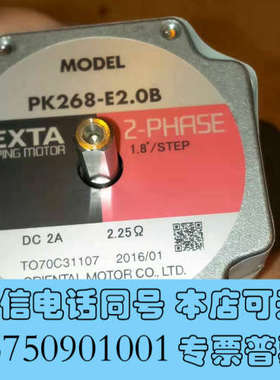 MODEL
PK268-E2.0B
EXTA 2-PHASE
PING MOTOR 1.8°/STEP
DC 2A 2.25Ω
TO70C31107 2016/01
ORIENTAL MOTOR CO., LTD.
信电话同号 本店可
3750901001 专票普